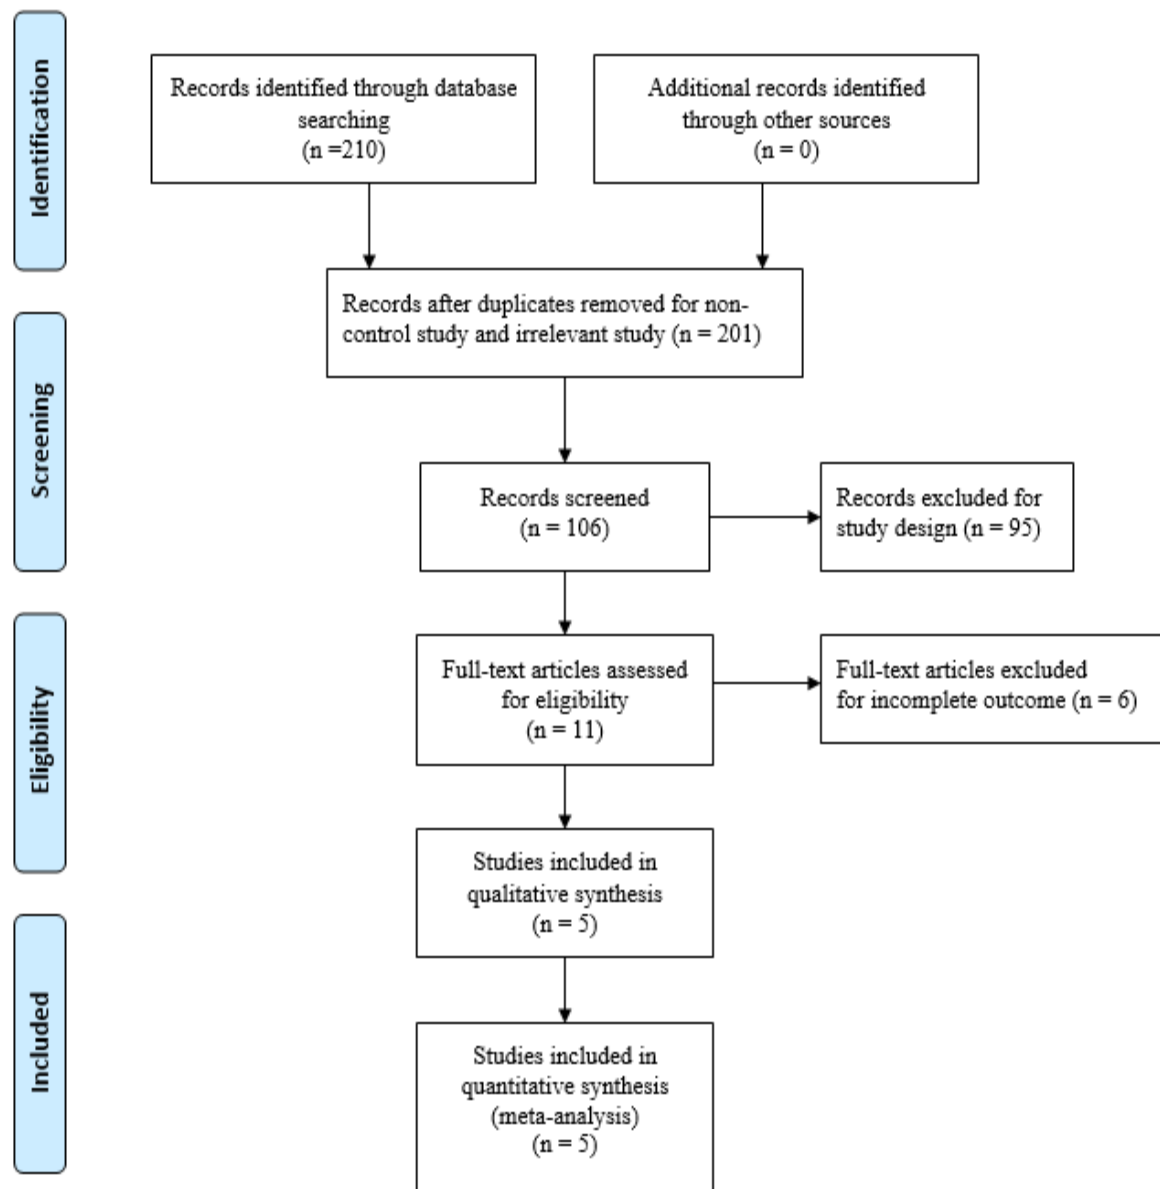 Identification
Records identified through database
searching
(n =210)
Additional records identified
through other sources
(n = 0)
Records after duplicates removed for non-
control study and irrelevant study (n = 201)
Screening
Records screened
(n = 106)
Records excluded for
study design (n = 95)
Eligibility
Full-text articles assessed
for eligibility
(n = 11)
Full-text articles excluded
for incomplete outcome (n = 6)
Studies included in
qualitative synthesis
(n = 5)
Included
Studies included in
quantitative synthesis
(meta-analysis)
(n = 5)